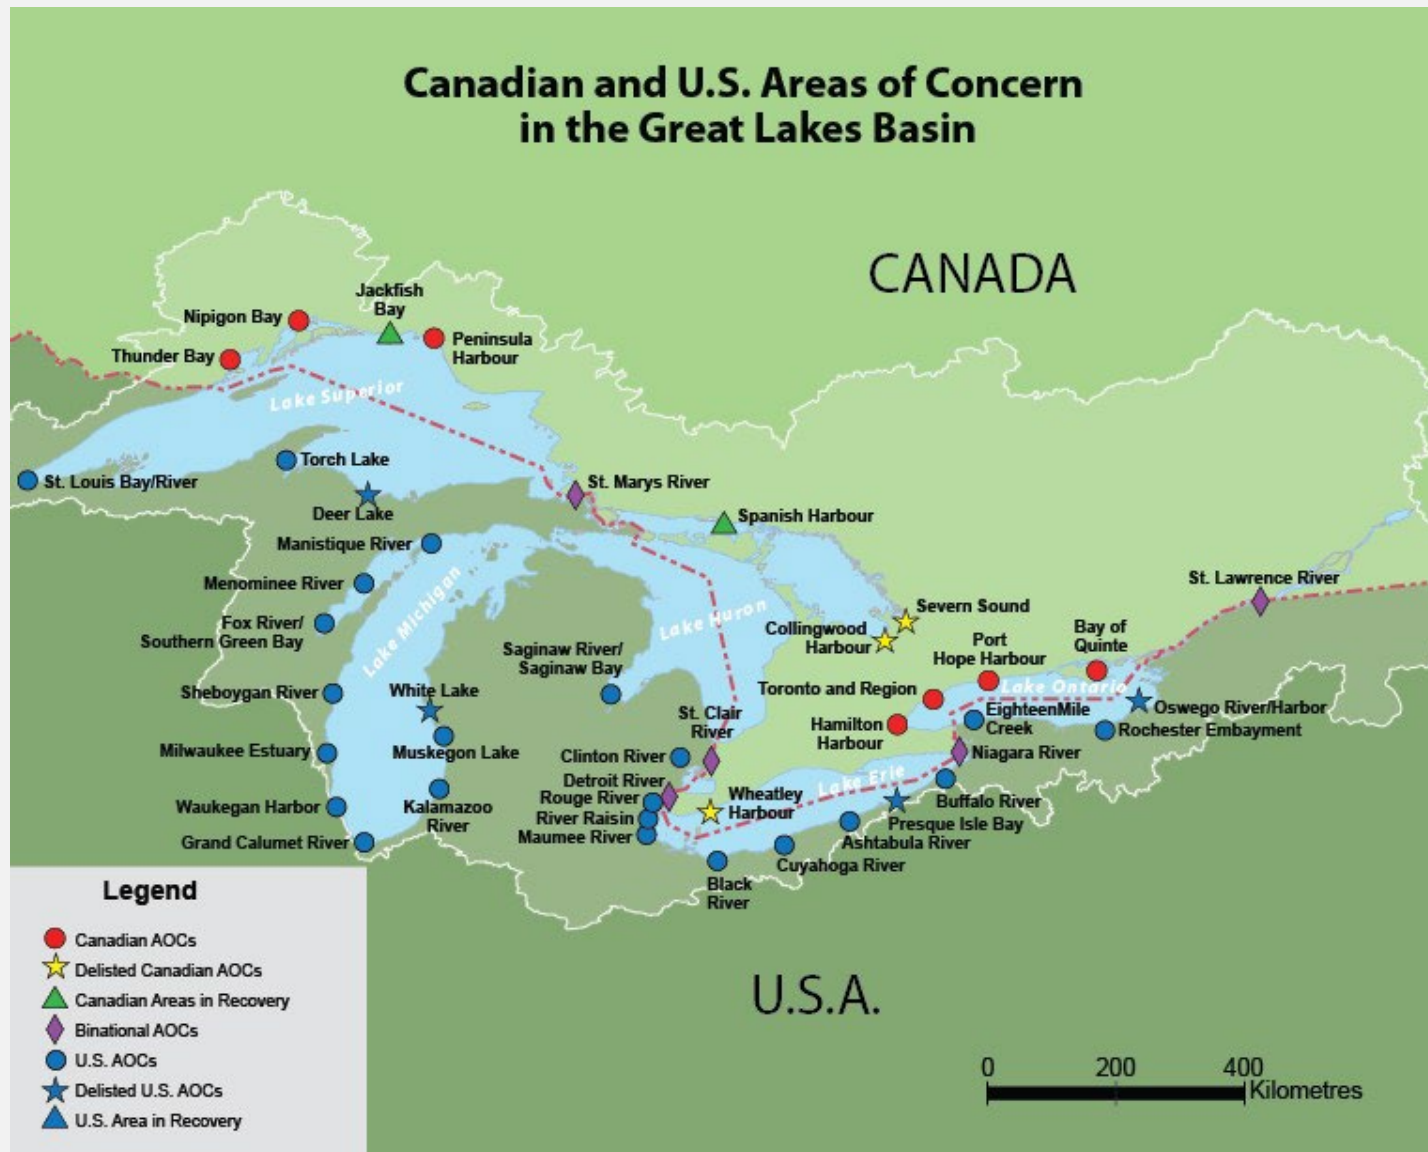 Canadian and U.S. Areas of Concern
in the Great Lakes Basin
CANADA
Jackfish
Bay
Nipigon Bay
Peninsula
Harbour
Thunder Bay
Lake Superior
Torch Lake
St. Louis Bay/River
St. Marys River
Deer Lake
Spanish Harbour
Manistique River
Menominee River
St. Lawrence River
Fox River/
Southern Green Bay
Lake Michigan
Lake Huron
Severn Sound
Collingwood
Harbour
Bay of
Quinte
Port
Hope Harbour
Saginaw River/
Saginaw Bay
Sheboygan River
White Lake
Toronto and Region
Lake Ontario
St. Clair
River
EighteenMile
Creek
Oswego River/Harbor
Hamilton
Harbour
Rochester Embayment
Milwaukee Estuary
Muskegon Lake
Clinton River
Niagara River
Detroit River
Lake Erie
Rouge River
Wheatley
Harbour
Buffalo River
Waukegan Harbor
Kalamazoo
River
River Raisin
Presque Isle Bay
Maumee River
Ashtabula River
Grand Calumet River
Cuyahoga River
Black
River
U.S.A.
Legend
Canadian AOCs
Delisted Canadian AOCs
Canadian Areas in Recovery
Binational AOCs
U.S. AOCs
Delisted U.S. AOCs
U.S. Area in Recovery
0 200 400
Kilometres